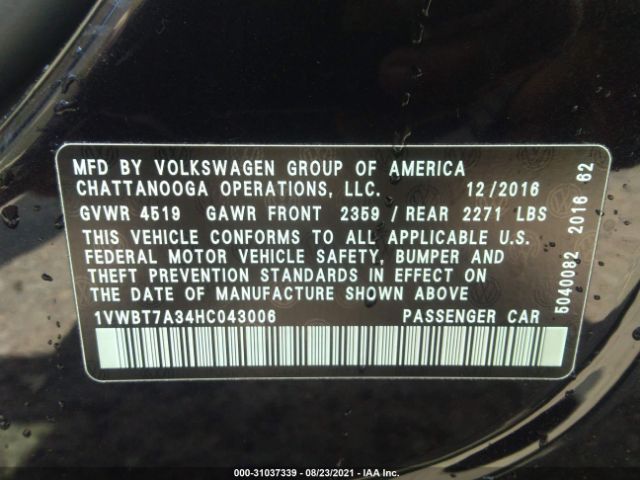 MFD BY VOLKSWAGEN GROUP OF AMERICA
CHATTANOOGA OPERATIONS, LLC. 12/2016
GVWR 4519 GAWR FRONT 2359 / REAR 2271 LBS
THIS VEHICLE CONFORMS TO ALL APPLICABLE U.S.
FEDERAL MOTOR VEHICLE SAFETY, BUMPER AND
THEFT PREVENTION STANDARDS IN EFFECT ON
THE DATE OF MANUFACTURE SHOWN ABOVE
1VWBT7A34HC043006 PASSENGER CAR
5040082 2016 62
000-31037339 - 08/23/2021 - IAA Inc.